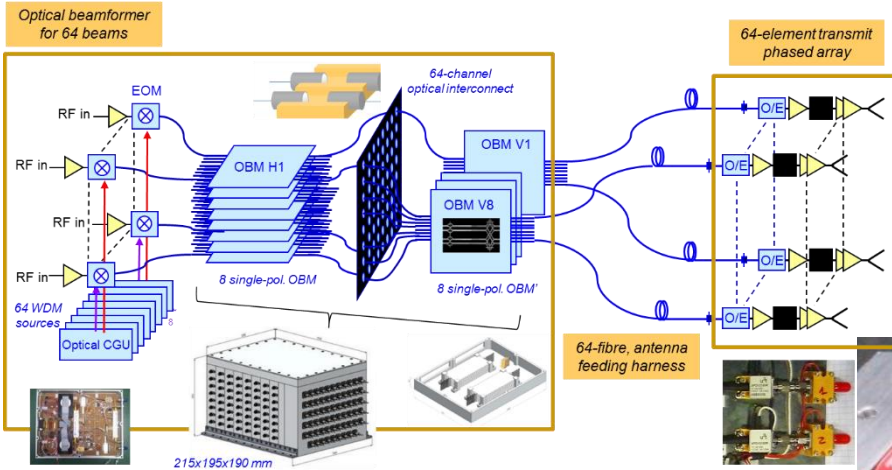 Optical beamformer
for 64 beams
64-element transmit
phased array
EOM
64-channel
optical interconnect
RF in
O/E
OBM V1
OBM H1
RF in
O/E
OBM V8
RF in
O/E
RF in
8 single-pol. OBM
8 single-pol. OBM'
64 WDM
sources
8
O/E
Optical CGU
64-fibre, antenna
feeding harness
215x195x190 mm